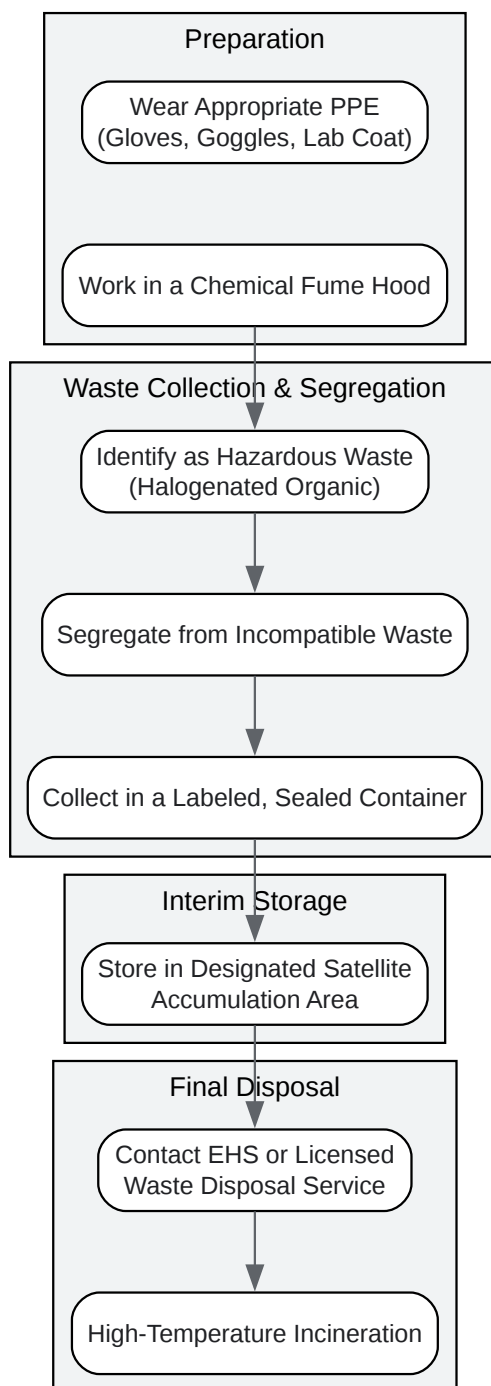 Preparation
Wear Appropriate PPE
(Gloves, Goggles, Lab Coat)
Work in a Chemical Fume Hood
Waste Collection & Segregation
Identify as Hazardous Waste
(Halogenated Organic)
Segregate from Incompatible Waste
Collect in a Labeled, Sealed Container
Interim Storage
Store in Designated Satellite
Accumulation Area
Final Disposal
Contact EHS or Licensed
Waste Disposal Service
High-Temperature Incineration